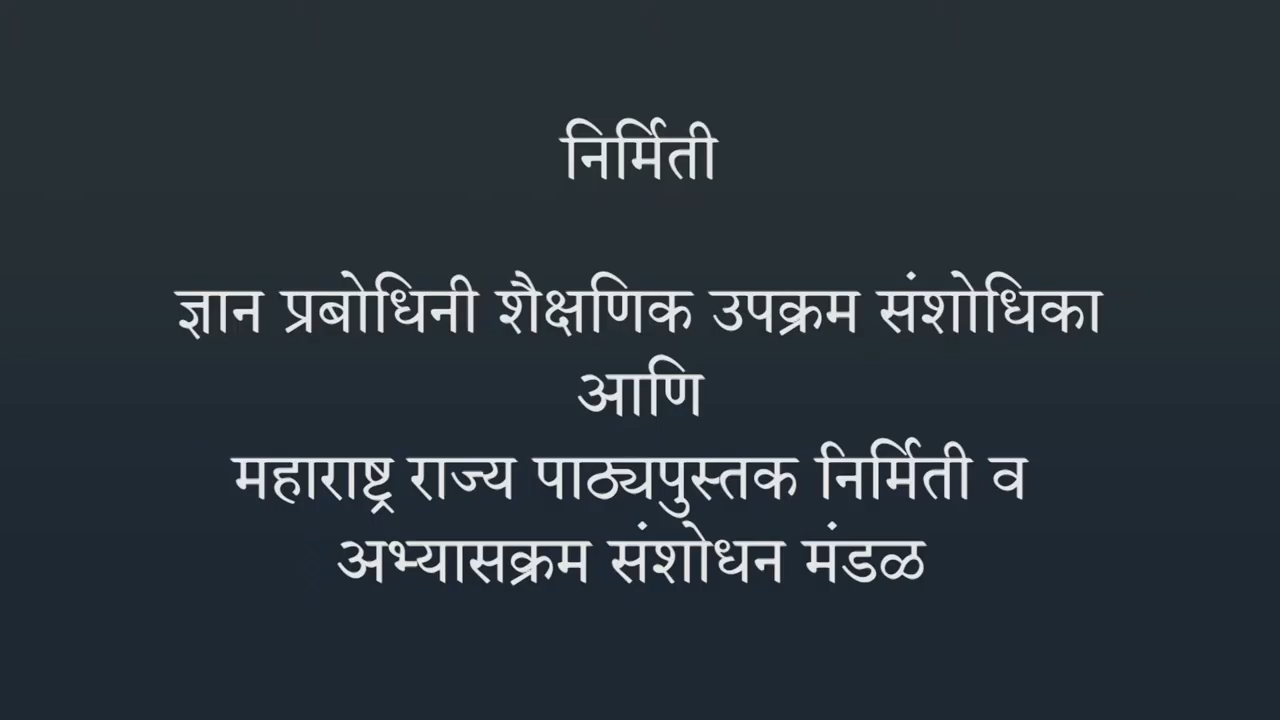 निर्मिती
ज्ञान प्रबोधिनी शैक्षणिक उपक्रम संशोधिका
आणि
महाराष्ट्र राज्य पाठ्यपुस्तक निर्मिती व
अभ्यासक्रम संशोधन मंडळ